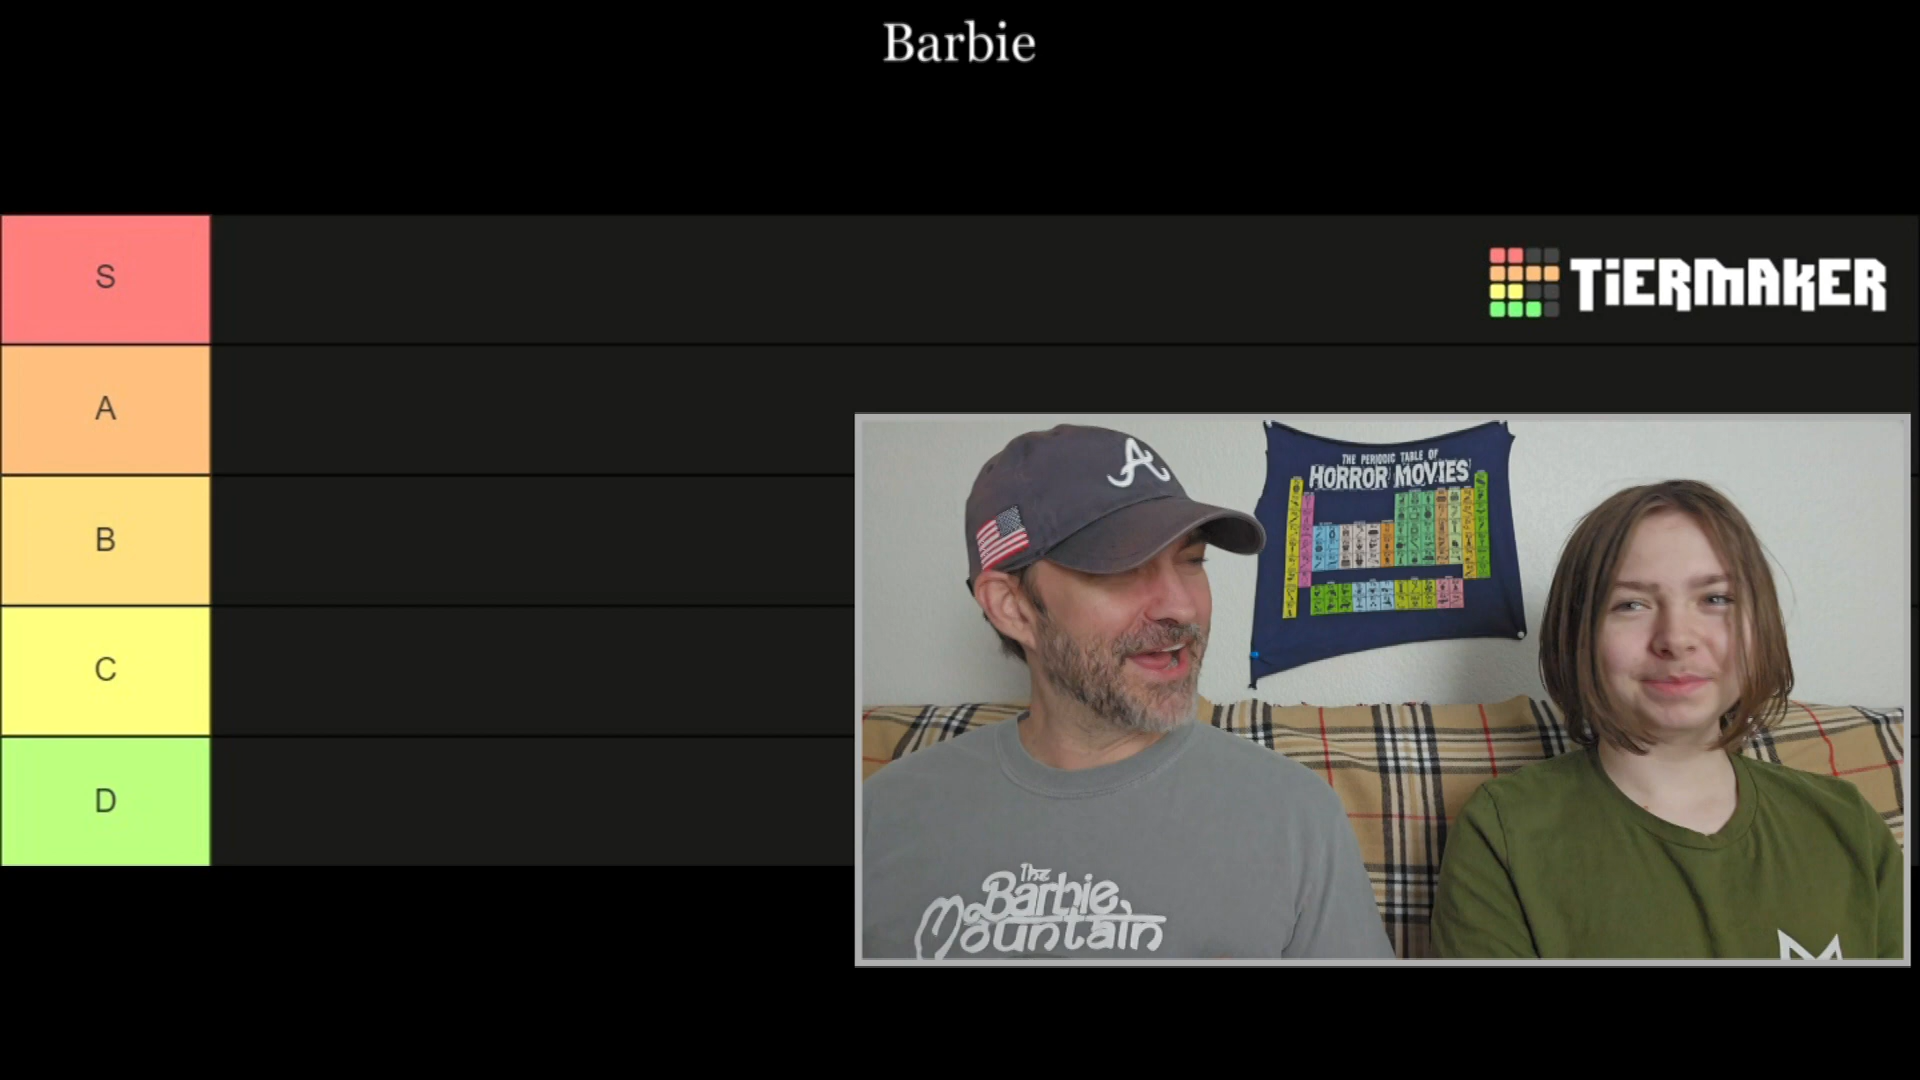 Barbie
S
TiERMAKER
A
B
C
D
A
THE PERIODIC TABLE OF
HORROR MOVIES
The
Barbie
Mountain